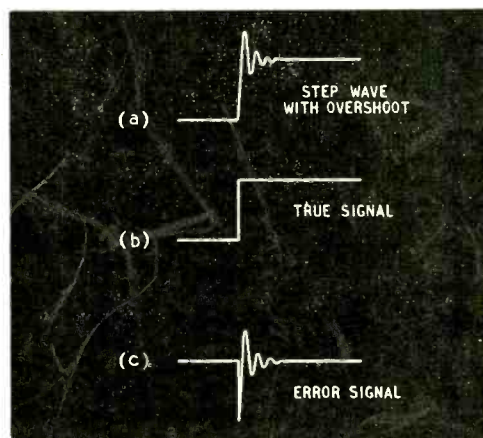 (a)
STEP WAVE
WITH OVERSHOOT
(b)
TRUE SIGNAL
(c)
ERROR SIGNAL